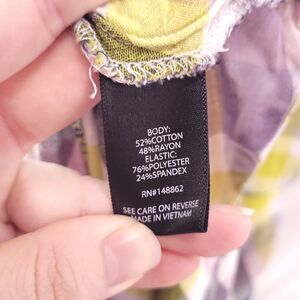 BODY:
52%COTTON
48%RAYON
ELASTIC:
76%POLYESTER
24%SPANDEX
RN#148862
SEE CARE ON REVERSE
MADE IN VIETNAM